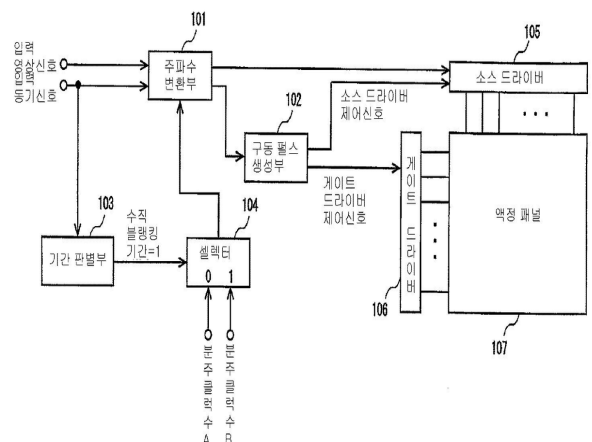 101
105
입력
영상신호
입력
동기신호
주파수
변환부
소스 드라이버
102
소스 드라이버
제어신호
구동 펄스
생성부
게이트
드라이버
제어신호
게이트 드라이버
액정 패널
103
수직
블랭킹
기간=1
104
기간 판별부
셀렉터
0 1
106
107
분주클럭수A
분주클럭수B